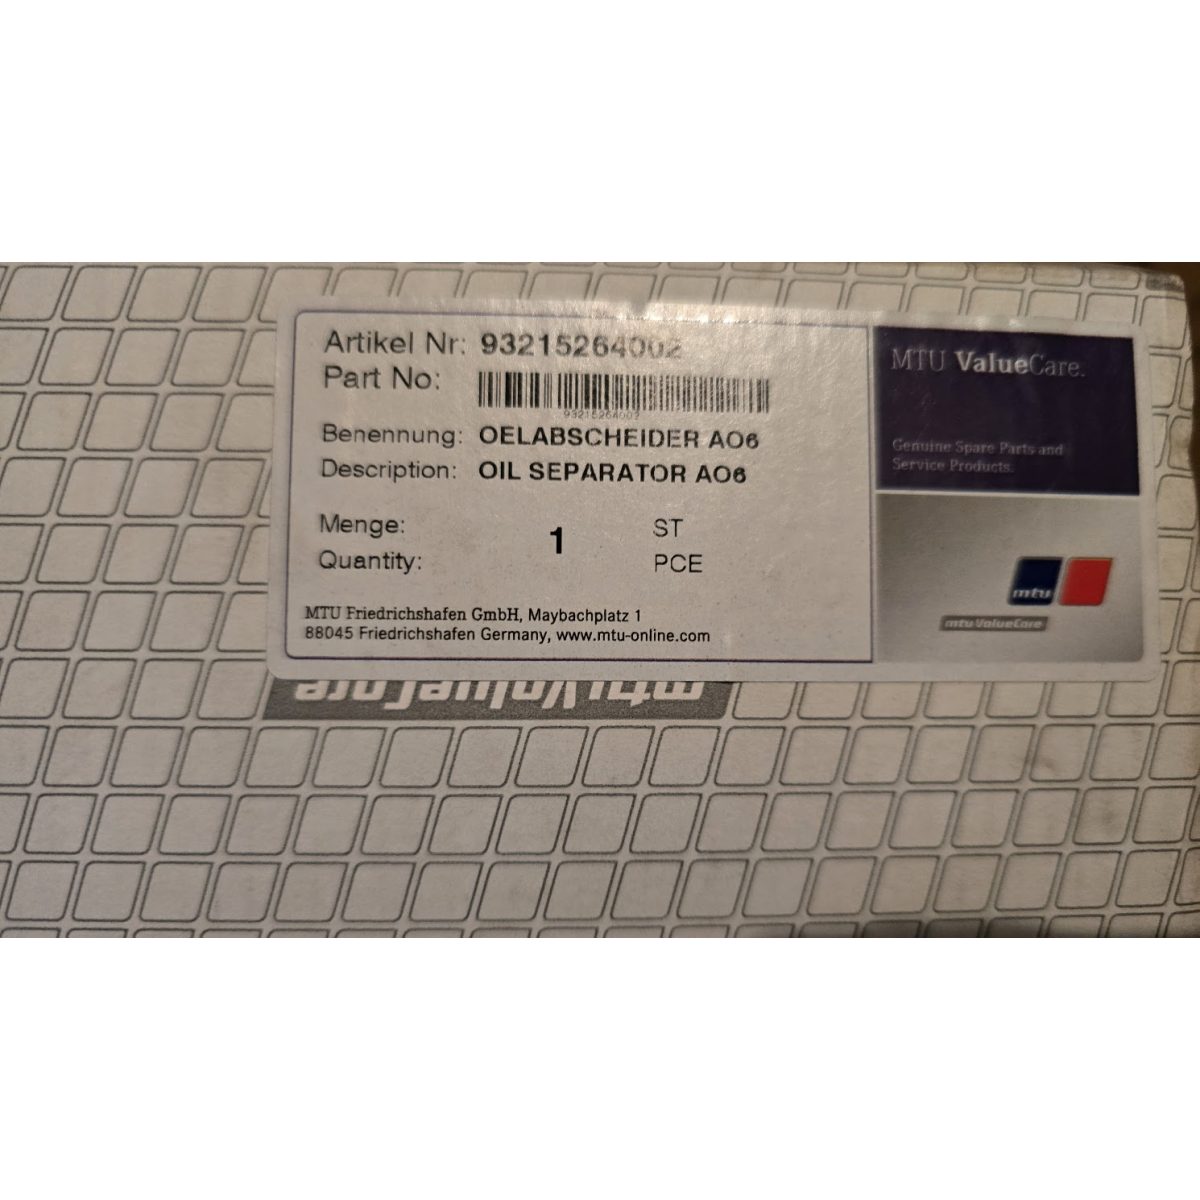 Artikel Nr: 93215264002
Part No:
93215264002
Benennung: OELABSCHEIDER AO6
Description: OIL SEPARATOR AO6
Menge: 1 ST
Quantity: PCE
MTU Friedrichshafen GmbH, Maybachplatz 1
88045 Friedrichshafen Germany, www.mtu-online.com
MTU ValueCare.
Genuine Spare Parts and
Service Products.
mtu
mtu ValueCare
mtuValueCare